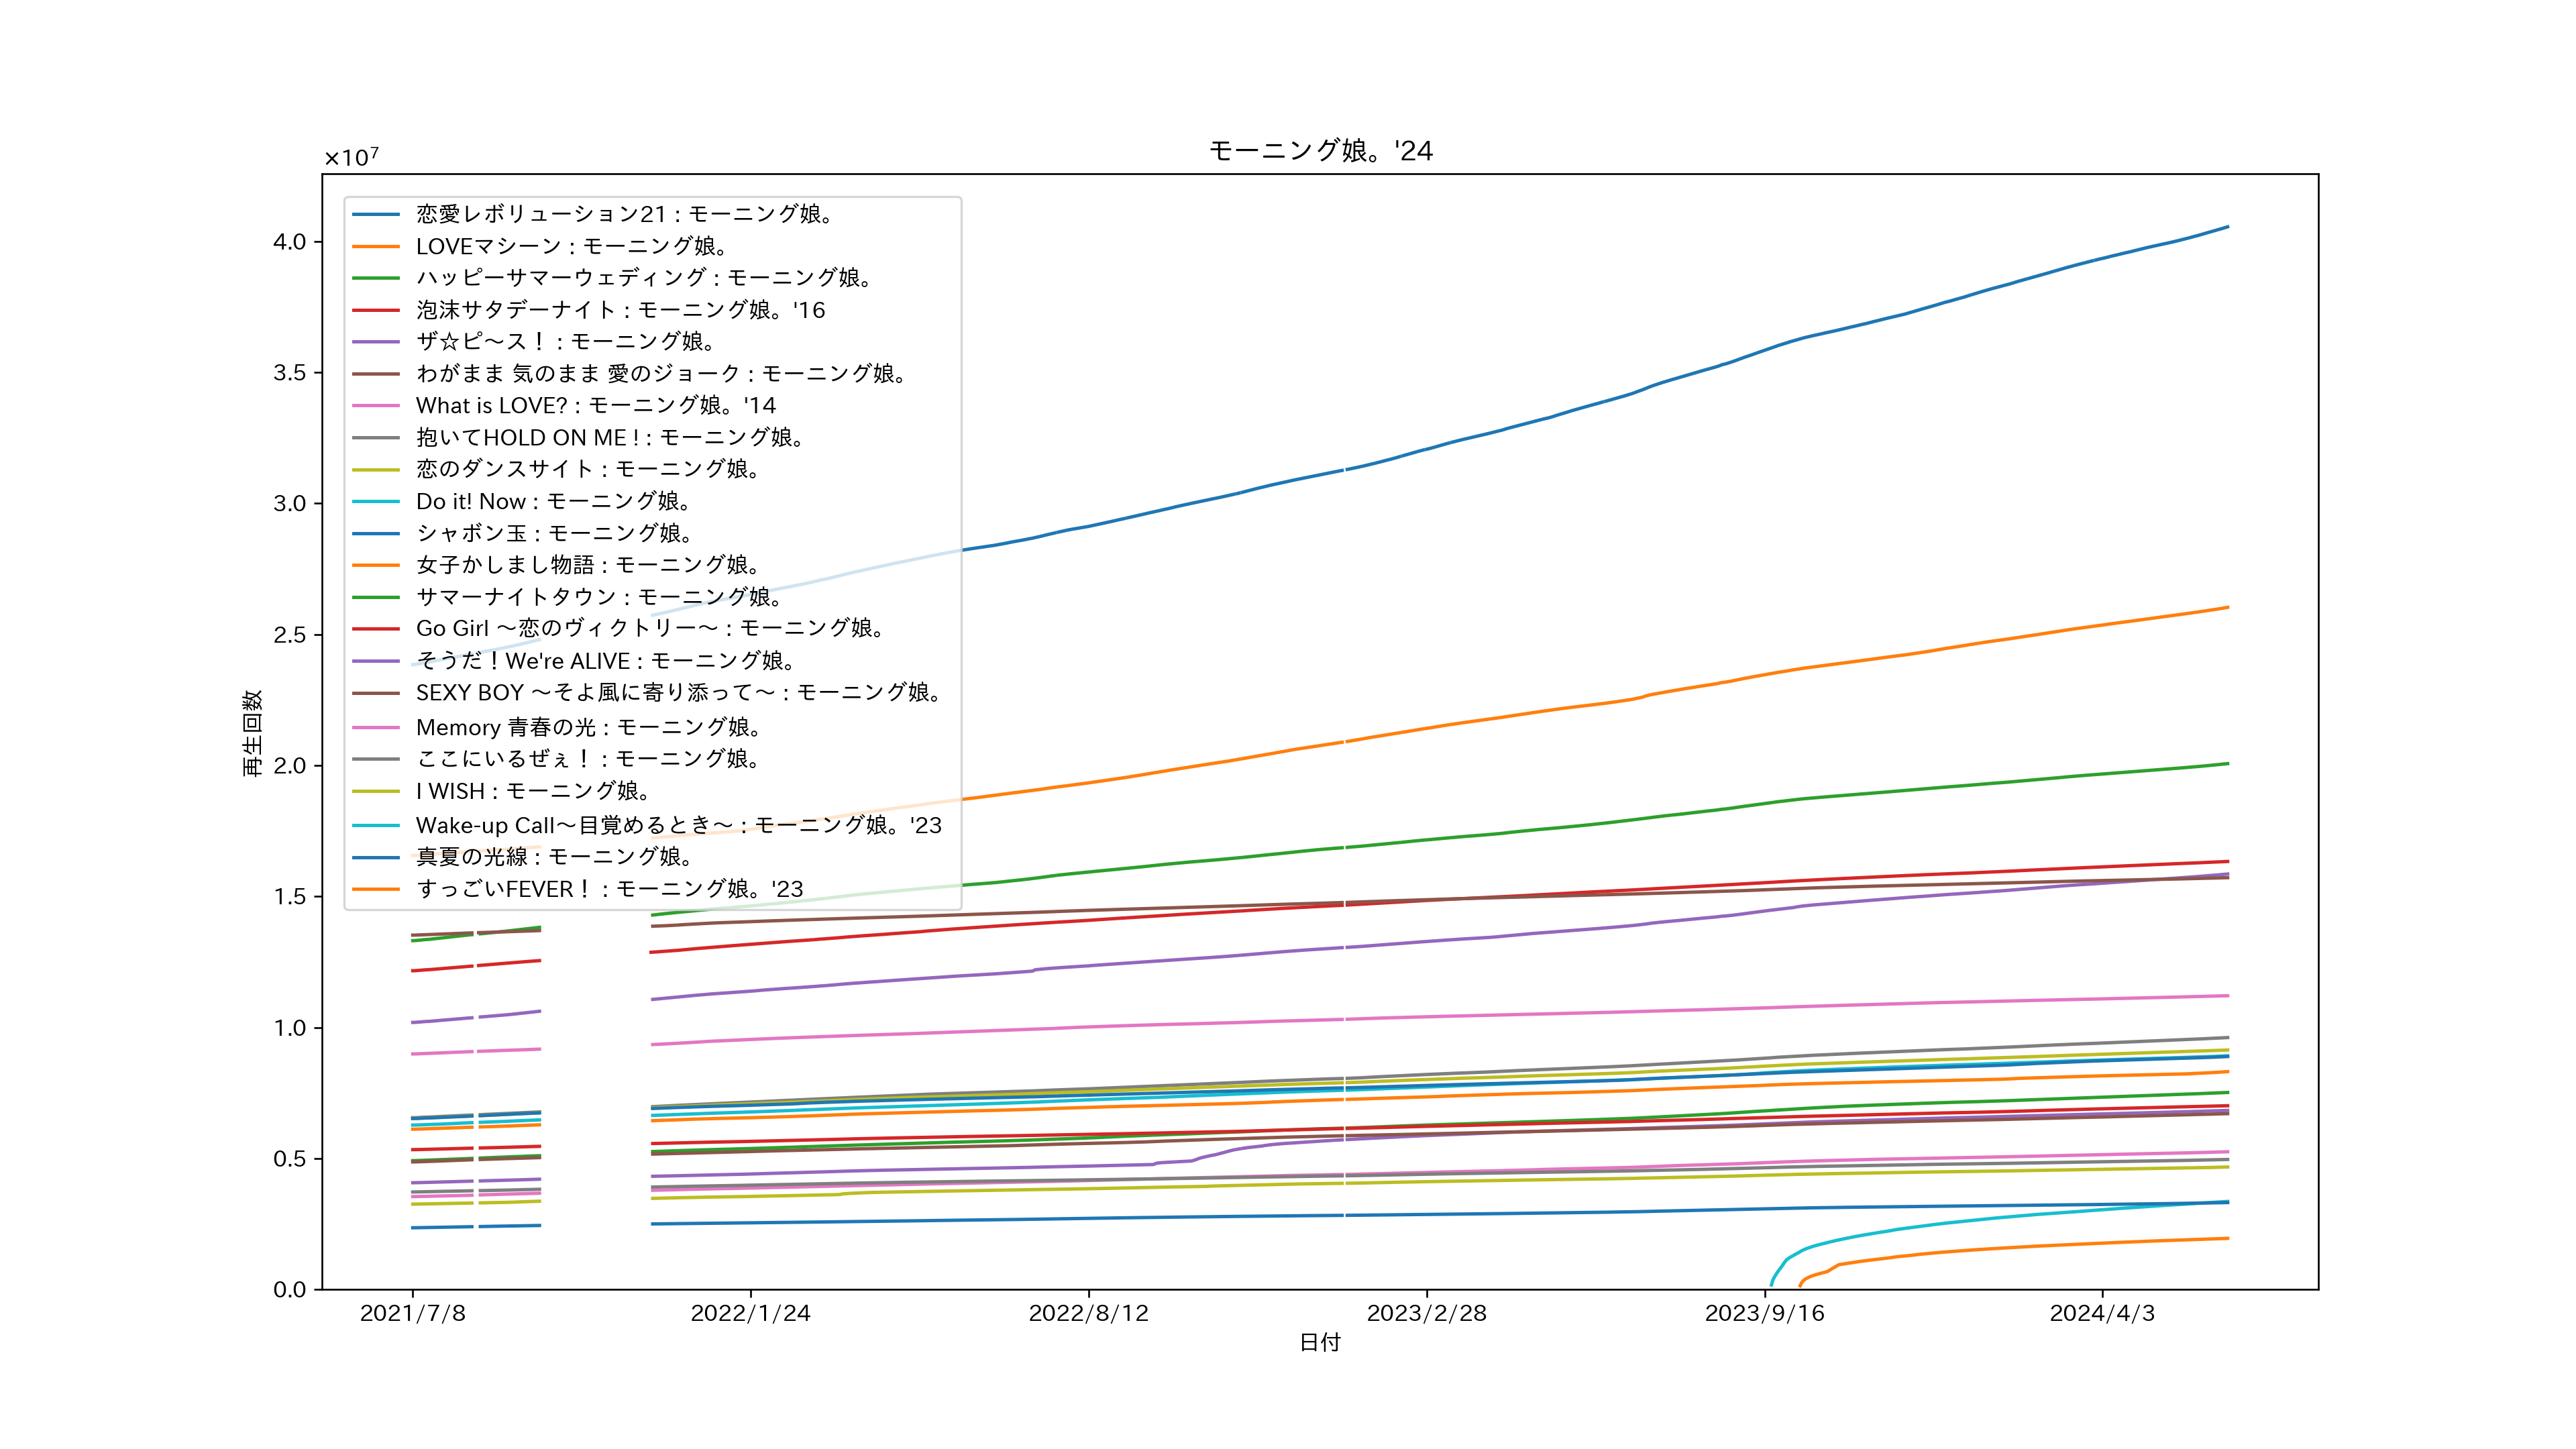 モーニング娘。'24
×10⁷
4.0
3.5
3.0
2.5
2.0
1.5
1.0
0.5
0.0
再生回数
恋愛レボリューション21 : モーニング娘。
LOVEマシーン : モーニング娘。
ハッピーサマーウェディング : モーニング娘。
泡沫サタデーナイト : モーニング娘。'16
ザ☆ピ～ス！ : モーニング娘。
わがまま 気のまま 愛のジョーク : モーニング娘。
What is LOVE? : モーニング娘。'14
抱いてHOLD ON ME ! : モーニング娘。
恋のダンスサイト : モーニング娘。
Do it! Now : モーニング娘。
シャボン玉 : モーニング娘。
女子かしまし物語 : モーニング娘。
サマーナイトタウン : モーニング娘。
Go Girl ～恋のヴィクトリー～ : モーニング娘。
そうだ！We're ALIVE : モーニング娘。
SEXY BOY ～そよ風に寄り添って～ : モーニング娘。
Memory 青春の光 : モーニング娘。
ここにいるぜぇ！ : モーニング娘。
I WISH : モーニング娘。
Wake-up Call～目覚めるとき～ : モーニング娘。'23
真夏の光線 : モーニング娘。
すっごいFEVER！ : モーニング娘。'23
2021/7/8
2022/1/24
2022/8/12
2023/2/28
2023/9/16
2024/4/3
日付